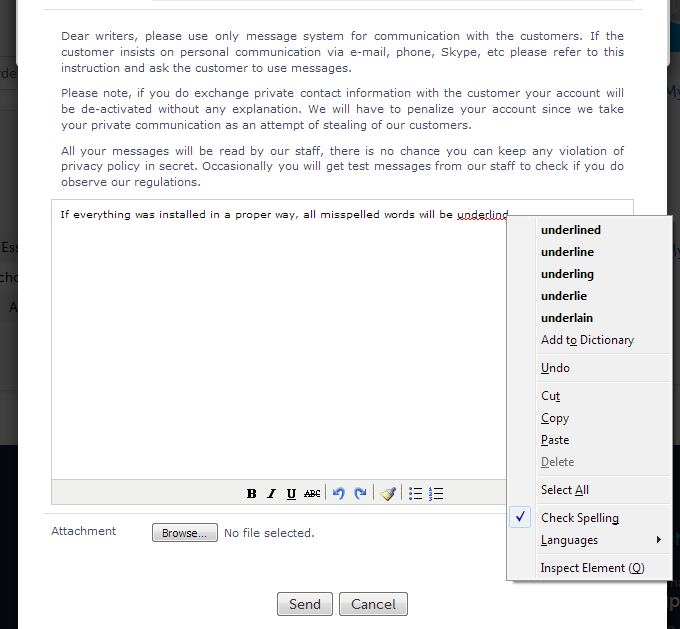 Dear writers, please use only message system for communication with the customers. If the
customer insists on personal communication via e-mail, phone, Skype, etc please refer to this
instruction and ask the customer to use messages.
Please note, if you do exchange private contact information with the customer your account will
be de-activated without any explanation. We will have to penalize your account since we take
your private communication as an attempt of stealing of our customers.
All your messages will be read by our staff, there is no chance you can keep any violation of
privacy policy in secret. Occasionally you will get test messages from our staff to check if you do
observe our regulations.
If everything was installed in a proper way, all misspelled words will be underlind
underlined
underline
underling
underlie
underlain
Add to Dictionary
Undo
Cut
Copy
Paste
Delete
Select All
Check Spelling
Languages
Inspect Element (Q)
B I U ABC
Attachment
Browse... No file selected.
Send Cancel